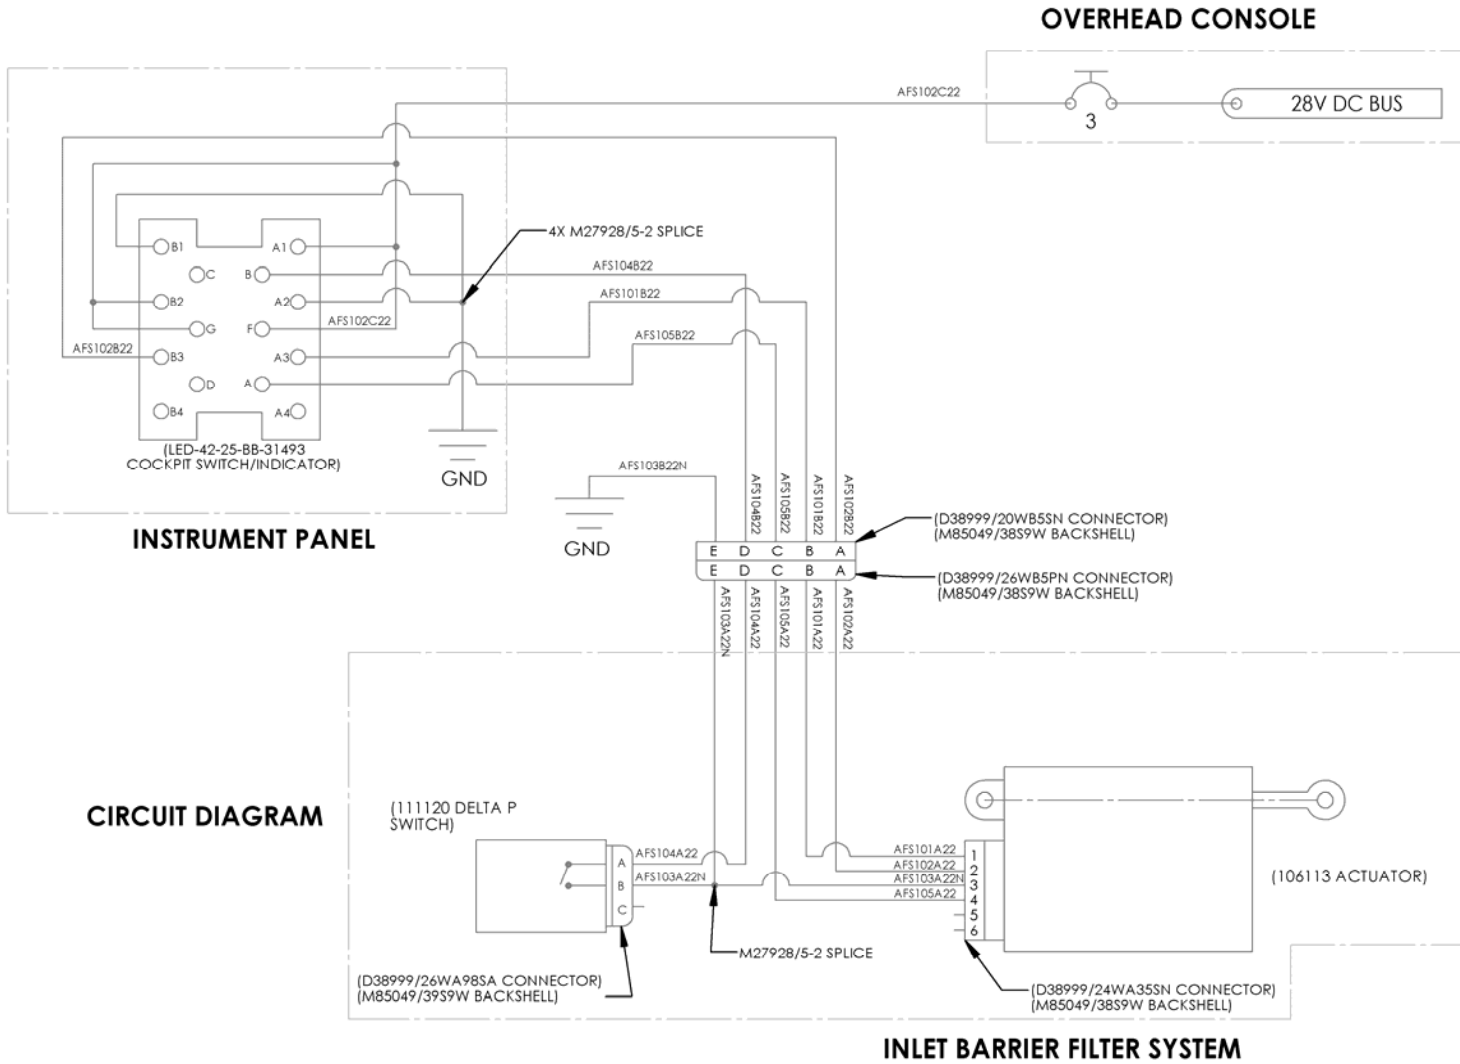 OVERHEAD CONSOLE
AFS102C22
28V DC BUS
3
4X M27928/5-2 SPLICE
B1
A1
C
B
AFS104B22
B2
A2
AFS101B22
G
F
AFS102C22
AFS105B22
AFS102B22
B3
A3
D
A
B4
A4
(LED-42-25-BB-31493
COCKPIT SWITCH/INDICATOR)
GND
INSTRUMENT PANEL
AFS103B22N
GND
AFS104B22
AFS105B22
AFS101B22
AFS102B22
(D38999/20WB5SN CONNECTOR)
(M85049/38S9W BACKSHELL)
E D C B A
E D C B A
(D38999/26WB5PN CONNECTOR)
(M85049/38S9W BACKSHELL)
AFS103A22N
AFS104A22
AFS105A22
AFS101A22
AFS102A22
CIRCUIT DIAGRAM
(111120 DELTA P
SWITCH)
A
AFS104A22
B
AFS103A22N
C
AFS101A22
1
AFS102A22
2
AFS103A22N
3
AFS105A22
4
5
6
(106113 ACTUATOR)
M27928/5-2 SPLICE
(D38999/26WA98SA CONNECTOR)
(M85049/39S9W BACKSHELL)
(D38999/24WA35SN CONNECTOR)
(M85049/38S9W BACKSHELL)
INLET BARRIER FILTER SYSTEM